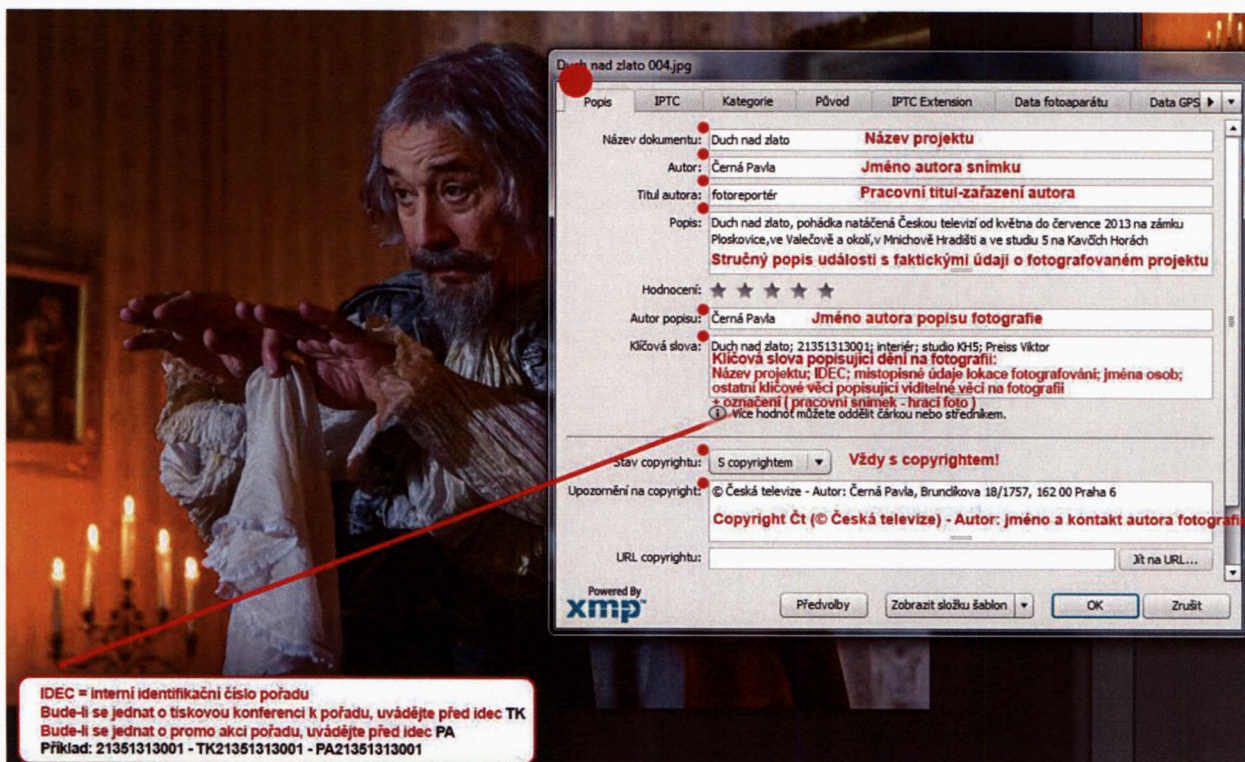 Duch nad zlato 004.jpg
Popis IPTC Kategorie Původ IPTC Extension Data fotoaparátu Data GPS
Název dokumentu: Duch nad zlato Název projektu
Autor: Černá Pavla Jméno autora snímku
Titul autora: fotoreportér Pracovní titul-zařazení autora
Popis: Duch nad zlato, pohádka natáčená Českou televizí od května do července 2013 na zámku
Ploskovice,ve Valečově a okolí,v Mnichově Hradišti a ve studiu 5 na Kavčích Horách
Stručný popis události s faktickými údaji o fotografovaném projektu
Hodnocení:
Autor popisu: Černá Pavla Jméno autora popisu fotografie
Klíčová slova: Duch nad zlato; 21351313001; interiér; studio KH5; Preiss Viktor
Klíčová slova popisující dění na fotografii:
Název projektu; IDEC; místopisné údaje lokace fotografování; jména osob;
ostatní klíčové věci popisující viditelné věci na fotografii
+ označení ( pracovní snímek - hrací foto )
Více hodnot můžete oddělit čárkou nebo středníkem.
Stav copyrightu: S copyrightem Vždy s copyrightem!
Upozornění na copyright: © Česká televize - Autor: Černá Pavla, Brunclíkova 18/1757, 162 00 Praha 6
Copyright Čt (© Česká televize) - Autor: jméno a kontakt autora fotografie
URL copyrightu: Jít na URL...
Powered By
xmp™ Předvolby Zobrazit složku šablon OK Zrušit
IDEC = interní identifikační číslo pořadu
Bude-li se jednat o tiskovou konferenci k pořadu, uvádějte před idec TK
Bude-li se jednat o promo akci pořadu, uvádějte před idec PA
Příklad: 21351313001 - TK21351313001 - PA21351313001